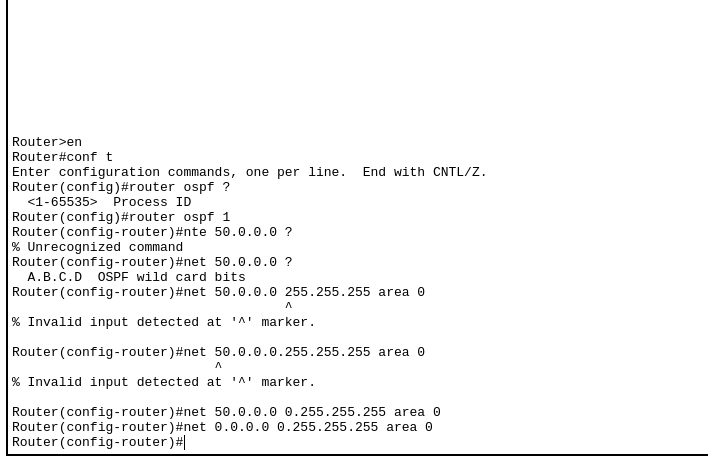 Router>en
Router#conf t
Enter configuration commands, one per line.  End with CNTL/Z.
Router(config)#router ospf ?
  <1-65535>  Process ID
Router(config)#router ospf 1
Router(config-router)#nte 50.0.0.0 ?
% Unrecognized command
Router(config-router)#net 50.0.0.0 ?
  A.B.C.D  OSPF wild card bits
Router(config-router)#net 50.0.0.0 255.255.255 area 0
                                   ^
% Invalid input detected at '^' marker.
Router(config-router)#net 50.0.0.0.255.255.255 area 0
                          ^
% Invalid input detected at '^' marker.
Router(config-router)#net 50.0.0.0 0.255.255.255 area 0
Router(config-router)#net 0.0.0.0 0.255.255.255 area 0
Router(config-router)#